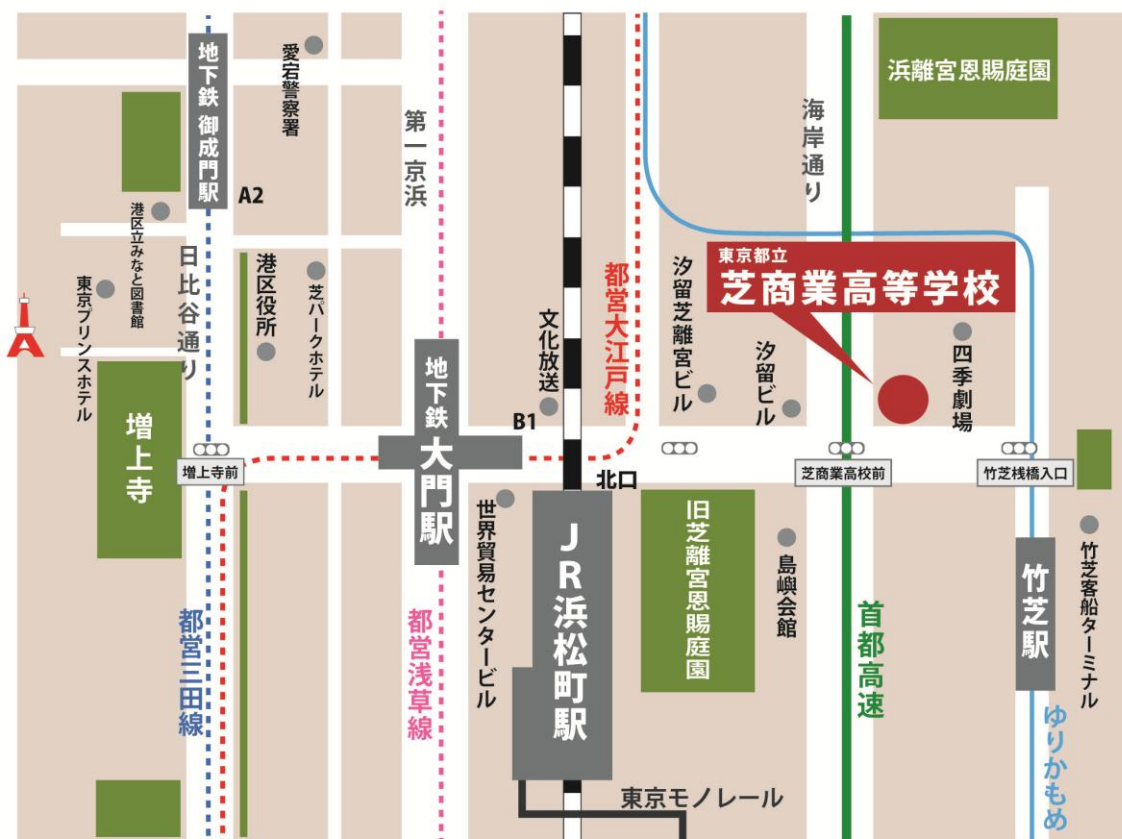 地下鉄 御成門駅
愛宕警察署
第一京浜
海岸通り
浜離宮恩賜庭園
A2
港区立みなと図書館
東京プリンスホテル
日比谷通り
港区役所
芝パークホテル
地下鉄 大門駅
文化放送
B1
都営大江戸線
汐留芝離宮ビル
汐留ビル
東京都立
芝商業高等学校
四季劇場
増上寺
増上寺前
北口
芝商業高校前
竹芝桟橋入口
世界貿易センタービル
JR浜松町駅
旧芝離宮恩賜庭園
島嶼会館
竹芝駅
竹芝客船ターミナル
都営三田線
都営浅草線
首都高速
ゆりかもめ
東京モノレール